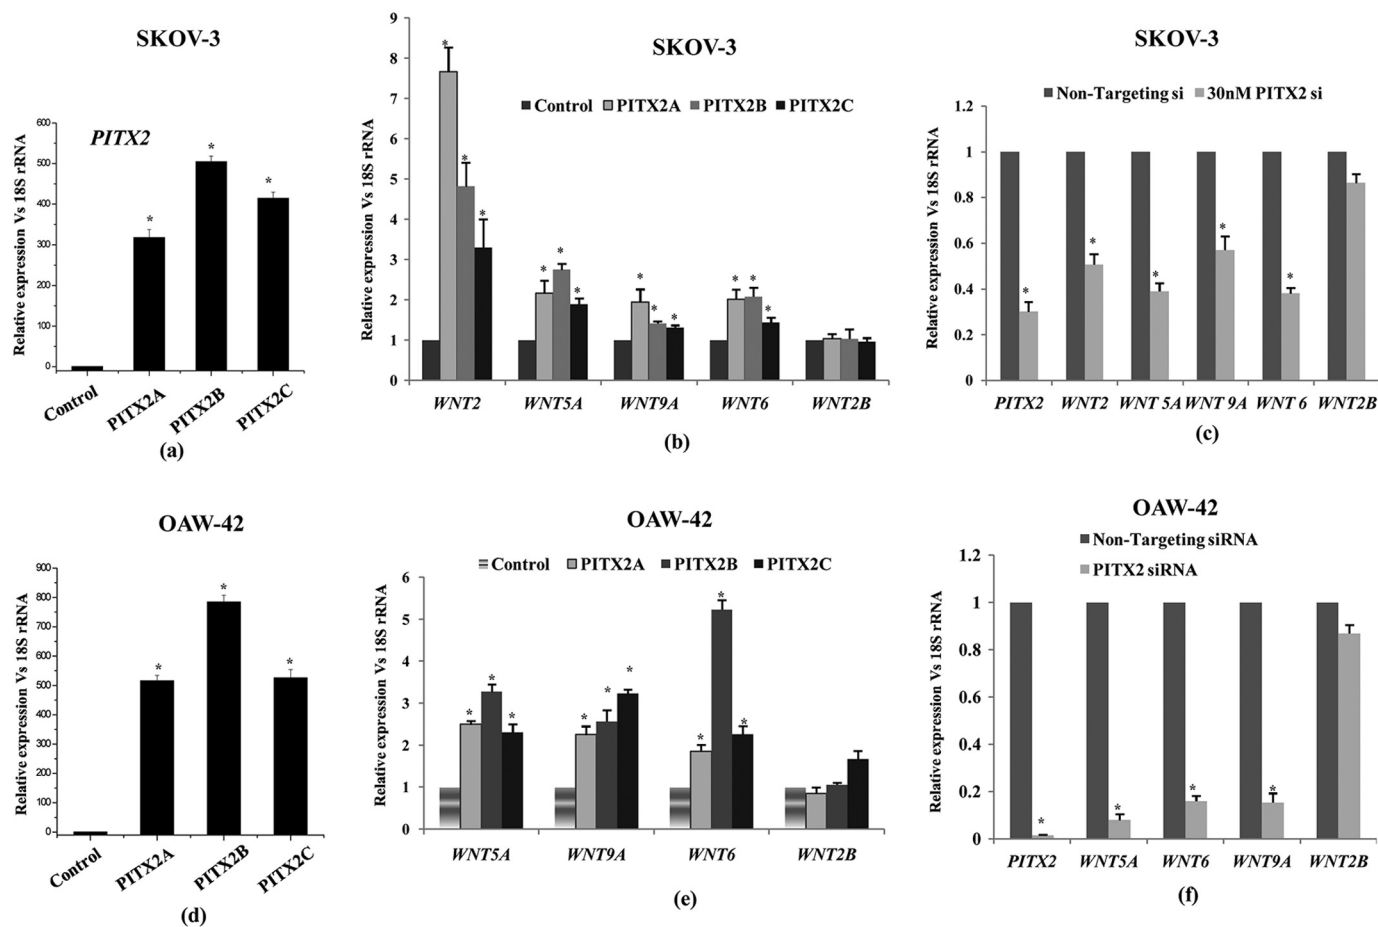 SKOV-3
PITX2
Relative expression Vs 18S rRNA
600
500
400
300
200
100
0
Control
PITX2A
PITX2B
PITX2C
* * *
(a)
SKOV-3
Control PITX2A PITX2B PITX2C
Relative expression Vs 18S rRNA
9
8
7
6
5
4
3
2
1
0
* * * * * * * * * * * *
WNT2 WNT5A WNT9A WNT6 WNT2B
(b)
SKOV-3
Non-Targeting si 30nM PITX2 si
Relative expression Vs 18S rRNA
1.2
1
0.8
0.6
0.4
0.2
0
* * * * *
PITX2 WNT2 WNT 5A WNT 9A WNT 6 WNT2B
(c)
OAW-42
Relative expression Vs 18S rRNA
900
800
700
600
500
400
300
200
100
0
* * *
Control
PITX2A
PITX2B
PITX2C
(d)
OAW-42
Control PITX2A PITX2B PITX2C
Relative expression Vs 18S rRNA
6
5
4
3
2
1
0
* * * * * * * * *
WNT5A WNT9A WNT6 WNT2B
(e)
OAW-42
Non-Targeting siRNA
PITX2 siRNA
Relative expression Vs 18S rRNA
1.2
1
0.8
0.6
0.4
0.2
0
* * * *
PITX2 WNT5A WNT6 WNT9A WNT2B
(f)